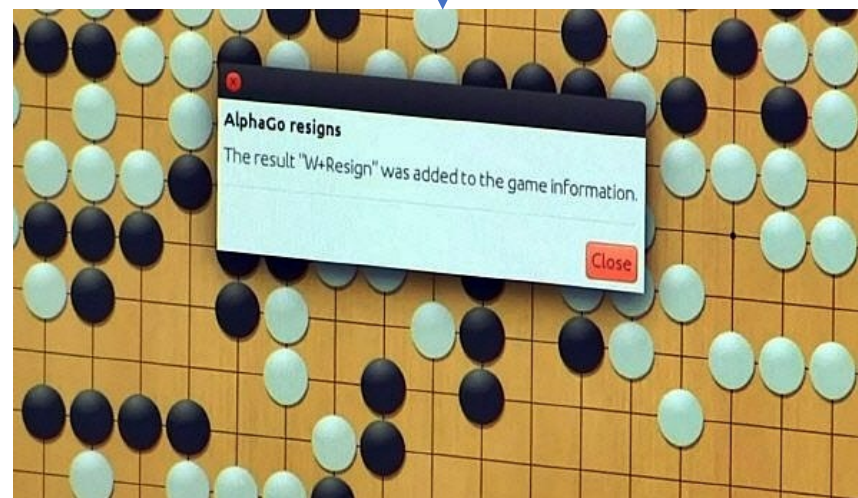 AlphaGo resigns
The result "W+Resign" was added to the game information.
Close